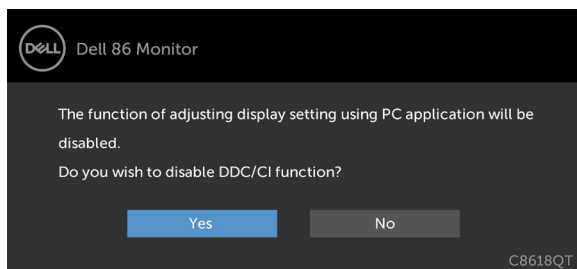 DELL
Dell 86 Monitor
The function of adjusting display setting using PC application will be
disabled.
Do you wish to disable DDC/CI function?
Yes
No
C8618QT